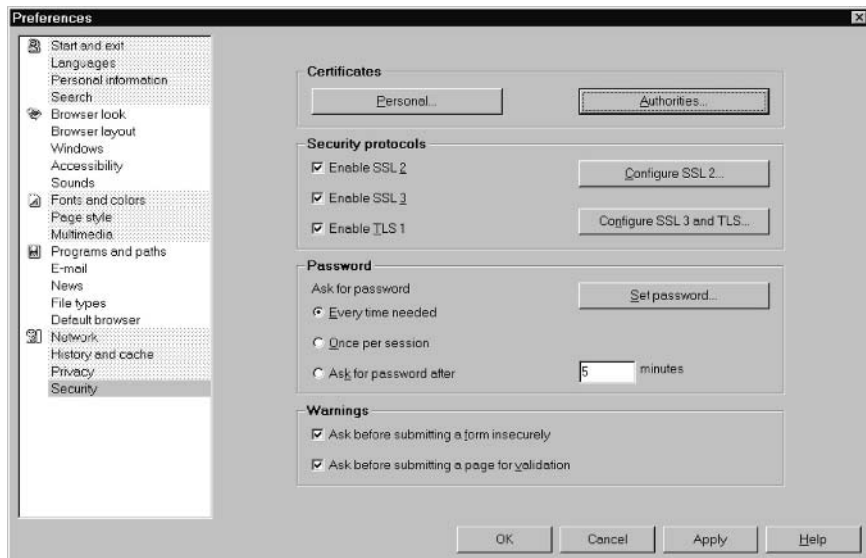 Preferences
Start and exit
Languages
Personal information
Search
Browser look
Browser layout
Windows
Accessibility
Sounds
Fonts and colors
Page style
Multimedia
Programs and paths
E-mail
News
File types
Default browser
Network
History and cache
Privacy
Security
Certificates
Personal... Authorities...
Security protocols
Enable SSL 2 Configure SSL 2...
Enable SSL 3
Enable TLS 1 Configure SSL 3 and TLS...
Password
Ask for password Set password...
Every time needed
Once per session
Ask for password after 5 minutes
Warnings
Ask before submitting a form insecurely
Ask before submitting a page for validation
OK Cancel Apply Help